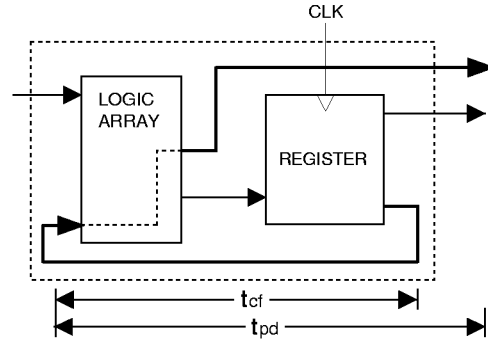 CLK
LOGIC
ARRAY
REGISTER
tcf
tpd